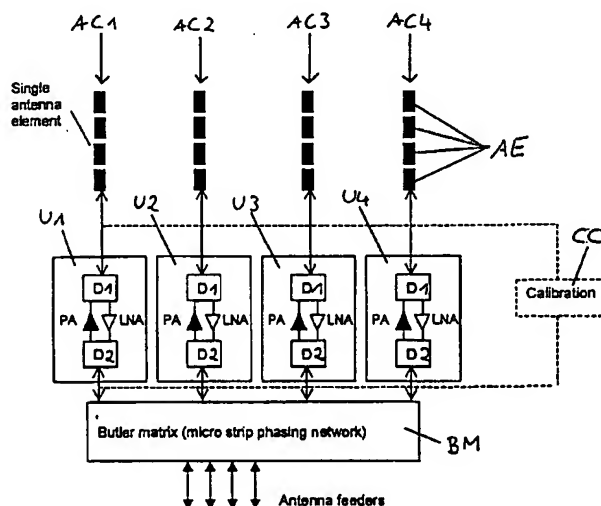 AC1 AC2 AC3 AC4
Single
antenna
element
AE
U1 U2 U3 U4
CC
D1 D1 D1 D1
Calibration
PA LNA PA LNA PA LNA PA LNA
D2 D2 D2 D2
Butler matrix (micro strip phasing network)
BM
Antenna feeders